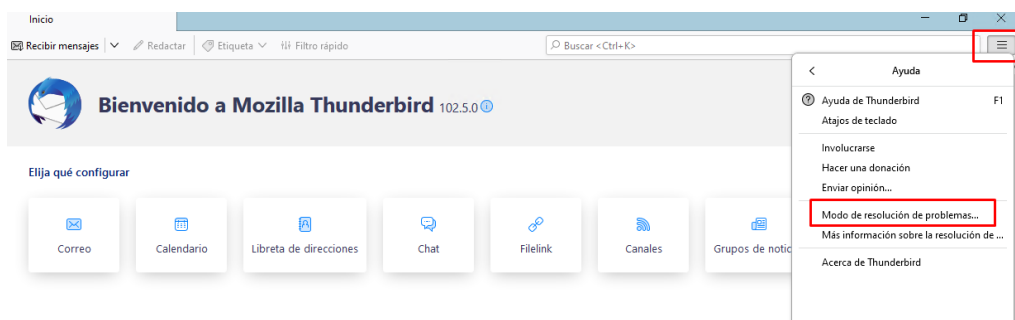 Inicio
Recibir mensajes Redactar Etiqueta Filtro rápido Buscar <Ctrl+K>
Ayuda
Bienvenido a Mozilla Thunderbird 102.5.0
Ayuda de Thunderbird F1
Atajos de teclado
Involucrarse
Hacer una donación
Enviar opinión...
Modo de resolución de problemas...
Más información sobre la resolución de ...
Acerca de Thunderbird
Elija qué configurar
Correo Calendario Libreta de direcciones Chat Filelink Canales Grupos de notic